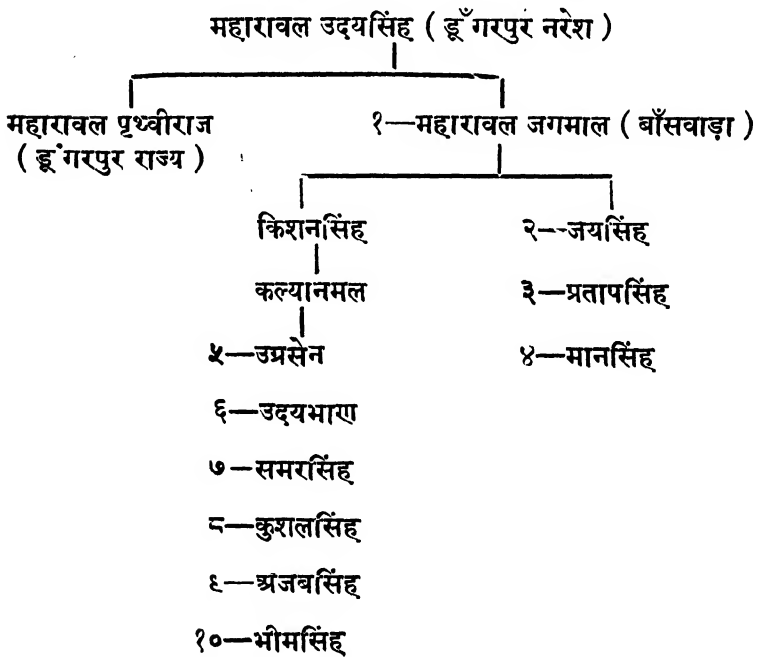 महारावल उदयसिंह ( डूँगरपुर नरेश )
महारावल पृथ्वीराज
( डूंगरपुर राज्य )
१—महारावल जगमाल ( बाँसवाड़ा )
किशनसिंह
२—जयसिंह
कल्यानमल
३—प्रतापसिंह
५—उग्रसेन
४—मानसिंह
६—उदयभाण
७—समरसिंह
८—कुशलसिंह
९—अजबसिंह
१०—भीमसिंह